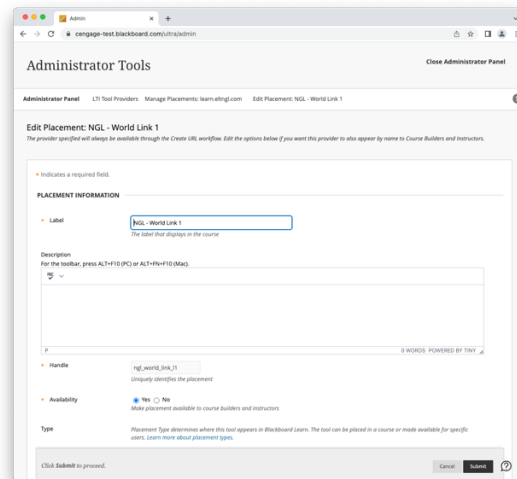 Admin
cengage-test.blackboard.com/ultra/admin
Administrator Tools
Close Administrator Panel
Administrator Panel LTI Tool Providers Manage Placements: learn.eltngl.com Edit Placement: NGL - World Link 1
Edit Placement: NGL - World Link 1
The provider specified will always be available through the Create URL workflow. Edit the options below if you want this provider to also appear by name to Course Builders and Instructors.
* Indicates a required field.
PLACEMENT INFORMATION
* Label
NGL - World Link 1
The label that displays in the course
Description
For the toolbar, press ALT+F10 (PC) or ALT+FN+F10 (Mac).
P
0 WORDS POWERED BY TINY
* Handle
ngl_world_link_l1
Uniquely identifies the placement
* Availability
Yes No
Make placement available to course builders and instructors
Type
Placement Type determines where this tool appears in Blackboard Learn. The tool can be placed in a course or made available for specific
users. Learn more about placement types.
Click Submit to proceed.
Cancel Submit